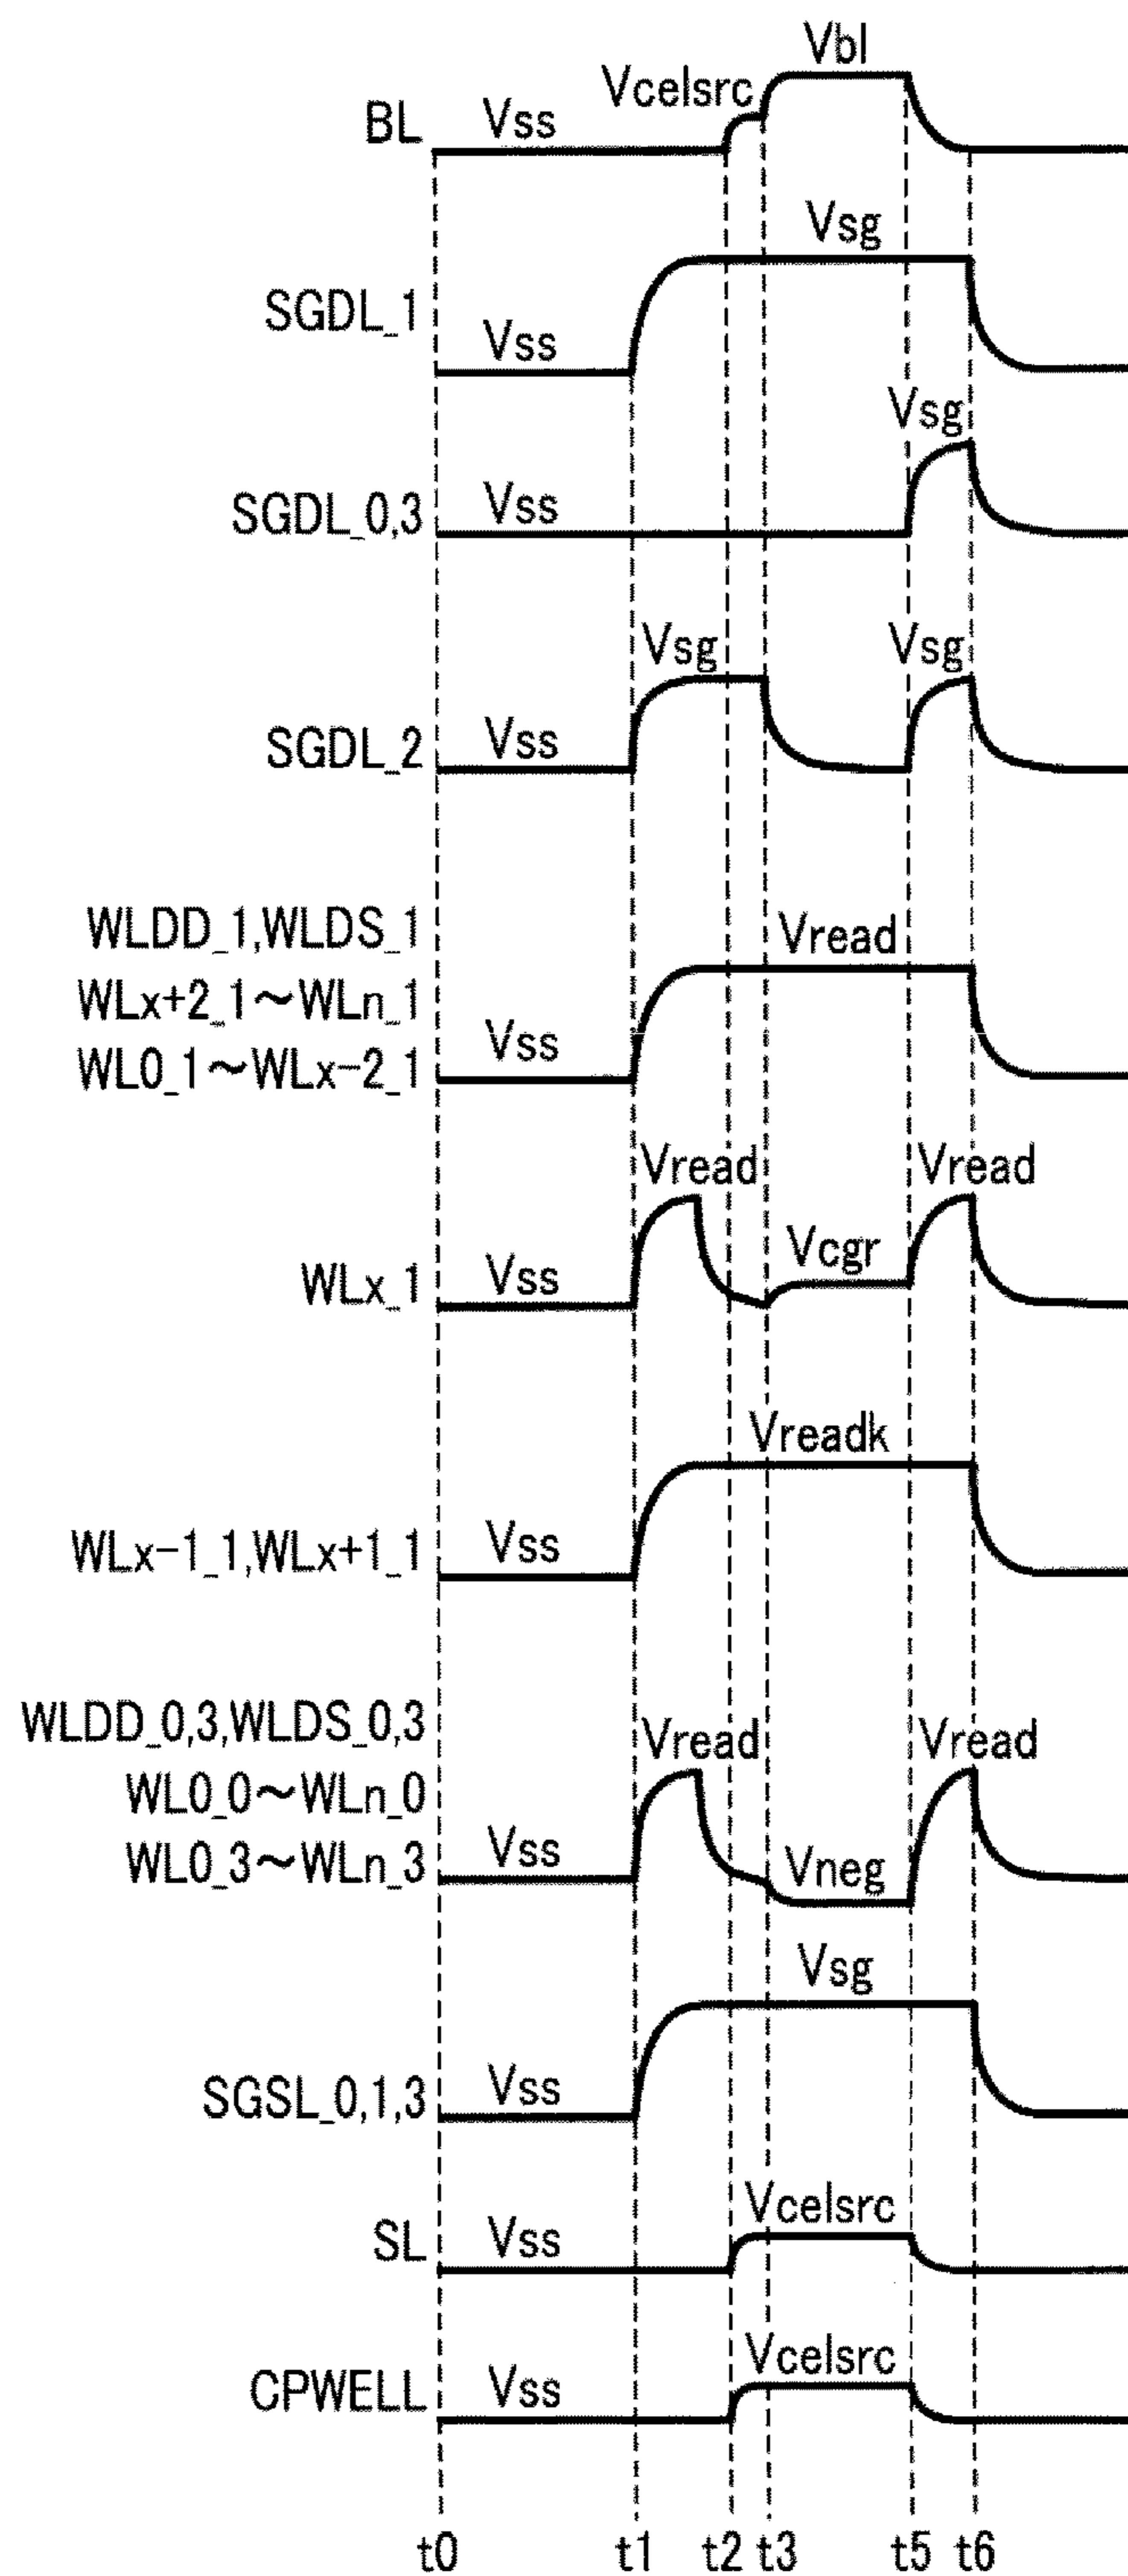 Vbl
Vcelsrc
BL Vss
Vsg
SGDL_1
Vss
Vsg
SGDL_0,3 Vss
Vsg Vsg
SGDL_2 Vss
WLDD_1,WLDS_1 Vread
WLx+2_1～WLn_1
WL0_1～WLx-2_1 Vss
Vread Vread
Vcgr
WLx_1 Vss
Vreadk
WLx-1_1,WLx+1_1 Vss
WLDD_0,3,WLDS_0,3 Vread Vread
WL0_0～WLn_0
WL0_3～WLn_3 Vss Vneg
Vsg
SGSL_0,1,3 Vss
Vcelsrc
SL Vss
Vcelsrc
CPWELL Vss
t0 t1 t2 t3 t5 t6